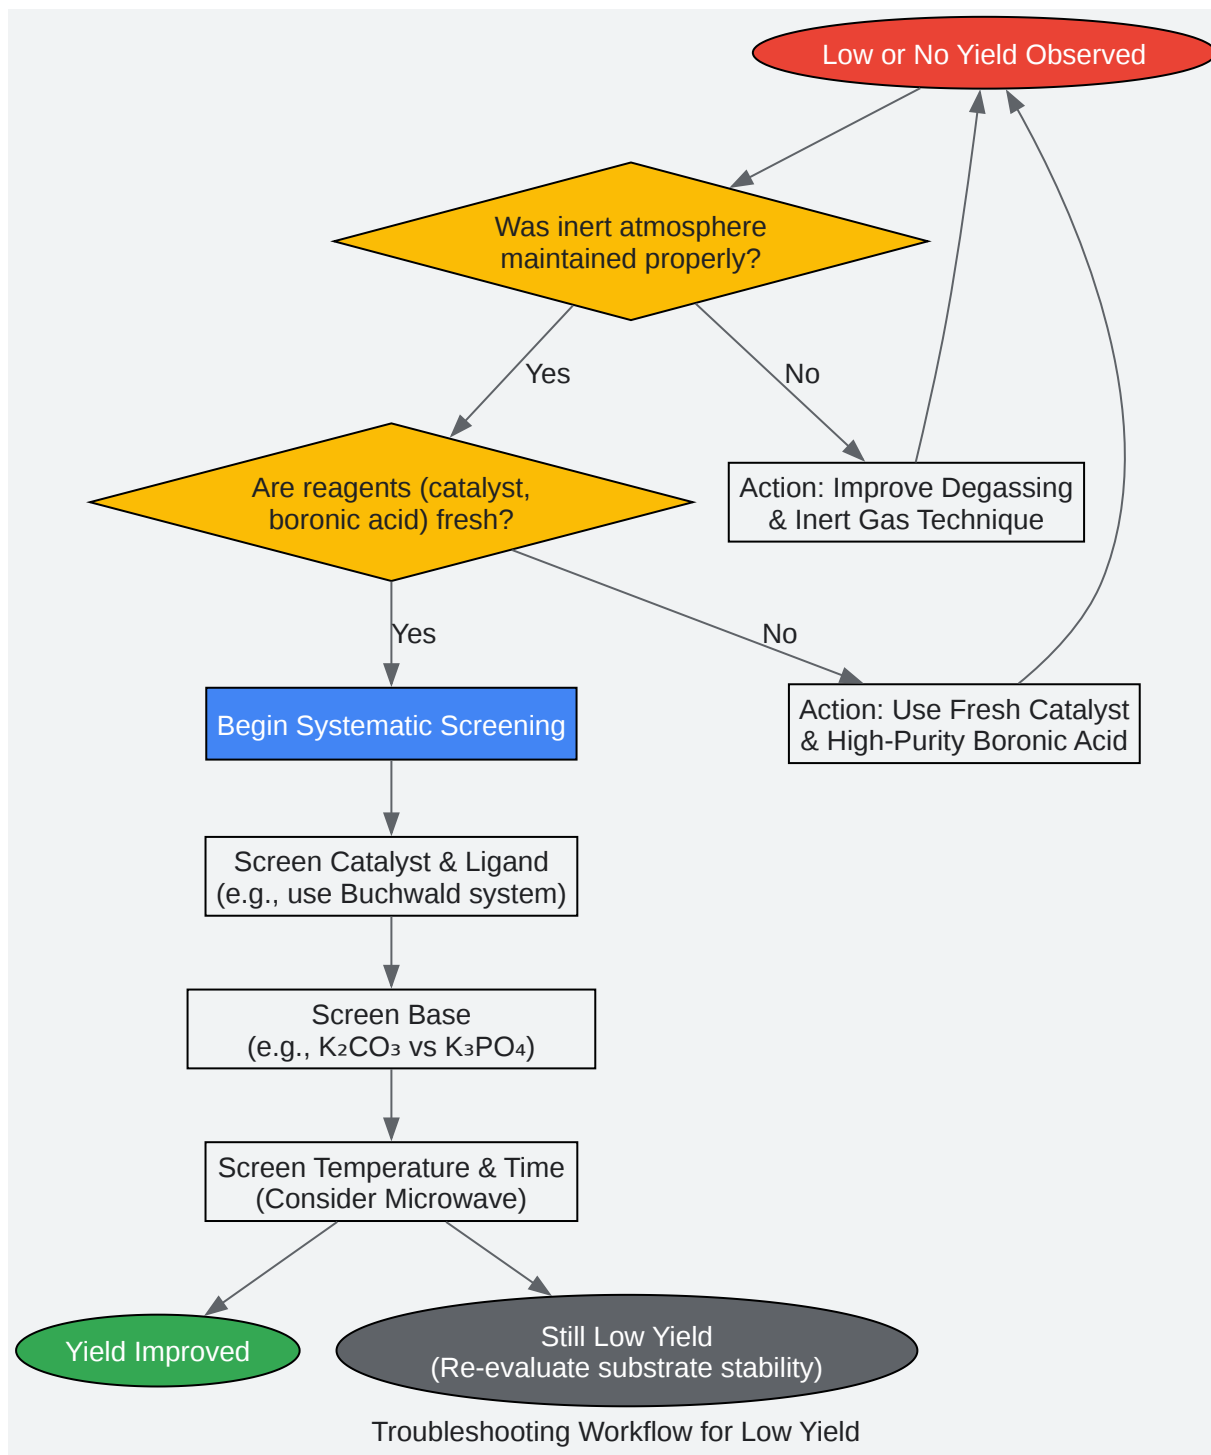 Low or No Yield Observed
Was inert atmosphere
maintained properly?
Yes
No
Are reagents (catalyst,
boronic acid) fresh?
Action: Improve Degassing
& Inert Gas Technique
Yes
No
Begin Systematic Screening
Action: Use Fresh Catalyst
& High-Purity Boronic Acid
Screen Catalyst & Ligand
(e.g., use Buchwald system)
Screen Base
(e.g., K₂CO₃ vs K₃PO₄)
Screen Temperature & Time
(Consider Microwave)
Yield Improved
Still Low Yield
(Re-evaluate substrate stability)
Troubleshooting Workflow for Low Yield